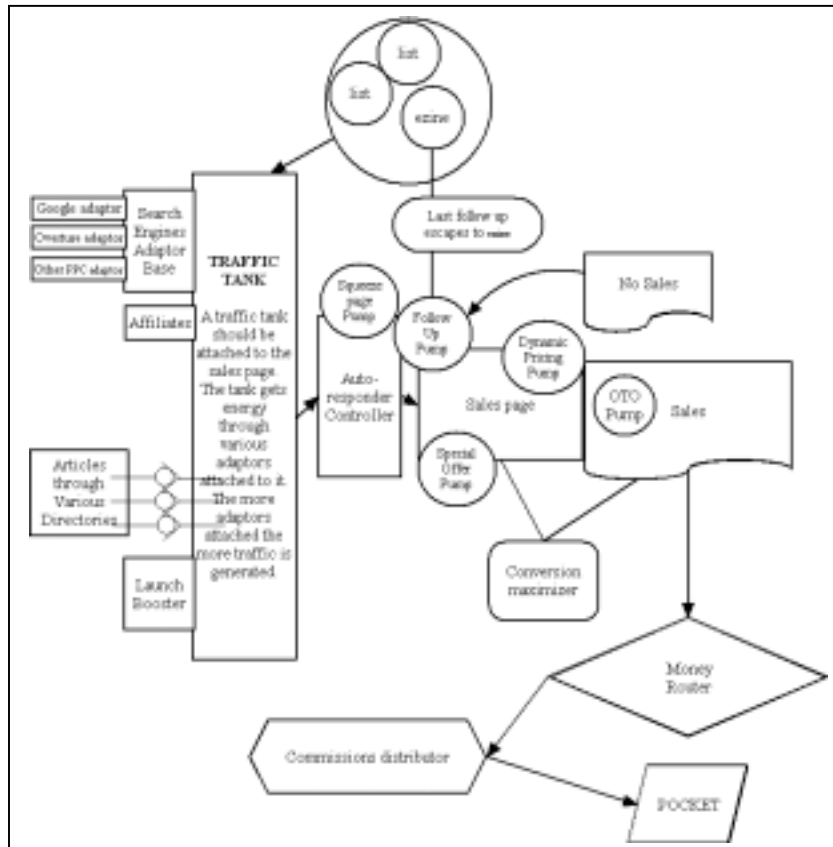 list
list
ezine
Last follow up
escapes to ezine
Google adaptor
Overture adaptor
Other PPC adaptor
Search
Engines
Adaptor
Base
Affiliates
Articles
through
Various
Directories
Launch
Booster
TRAFFIC
TANK
A traffic tank
should be
attached to the
sales page.
The tank gets
energy
through
various
adaptors
attached to it.
The more
adaptors
attached the
more traffic is
generated
Squeeze
page
Pump
Auto-
responder
Controller
Follow
Up
Pump
Dynamic
Pricing
Pump
Sales page
Special
Offer
Pump
No Sales
OTO
Pump
Sales
Conversion
maximizer
Money
Router
Commissions distributor
POCKET